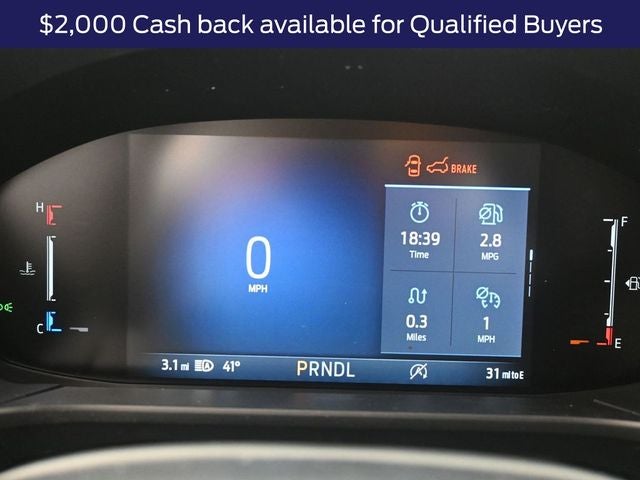 $2,000 Cash back available for Qualified Buyers
BRAKE
H
C
0
MPH
18:39
Time
2.8
MPG
0.3
Miles
1
MPH
F
E
3.1 mi
A
41°
PRNDL
A
31 mi to E